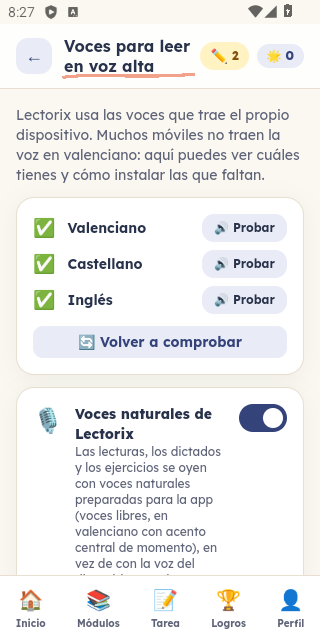 8:27
← Voces para leer en voz alta ✏️ 2 🌟 0
Lectorix usa las voces que trae el propio
dispositivo. Muchos móviles no traen la
voz en valenciano: aquí puedes ver cuáles
tienes y cómo instalar las que faltan.
✅ Valenciano 🔊 Probar
✅ Castellano 🔊 Probar
✅ Inglés 🔊 Probar
🔄 Volver a comprobar
Voces naturales de
Lectorix
Las lecturas, los dictados
y los ejercicios se oyen
con voces naturales
preparadas para la app
(voces libres, en
valenciano con acento
central de momento), en
vez de con la voz del
Inicio Módulos Tarea Logros Perfil